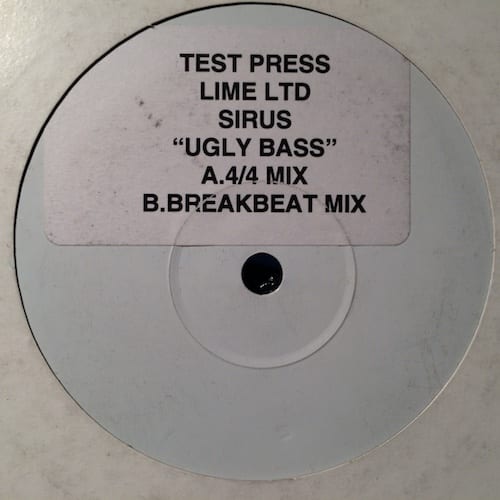 TEST PRESS
LIME LTD
SIRUS
“UGLY BASS”
A.4/4 MIX
B.BREAKBEAT MIX